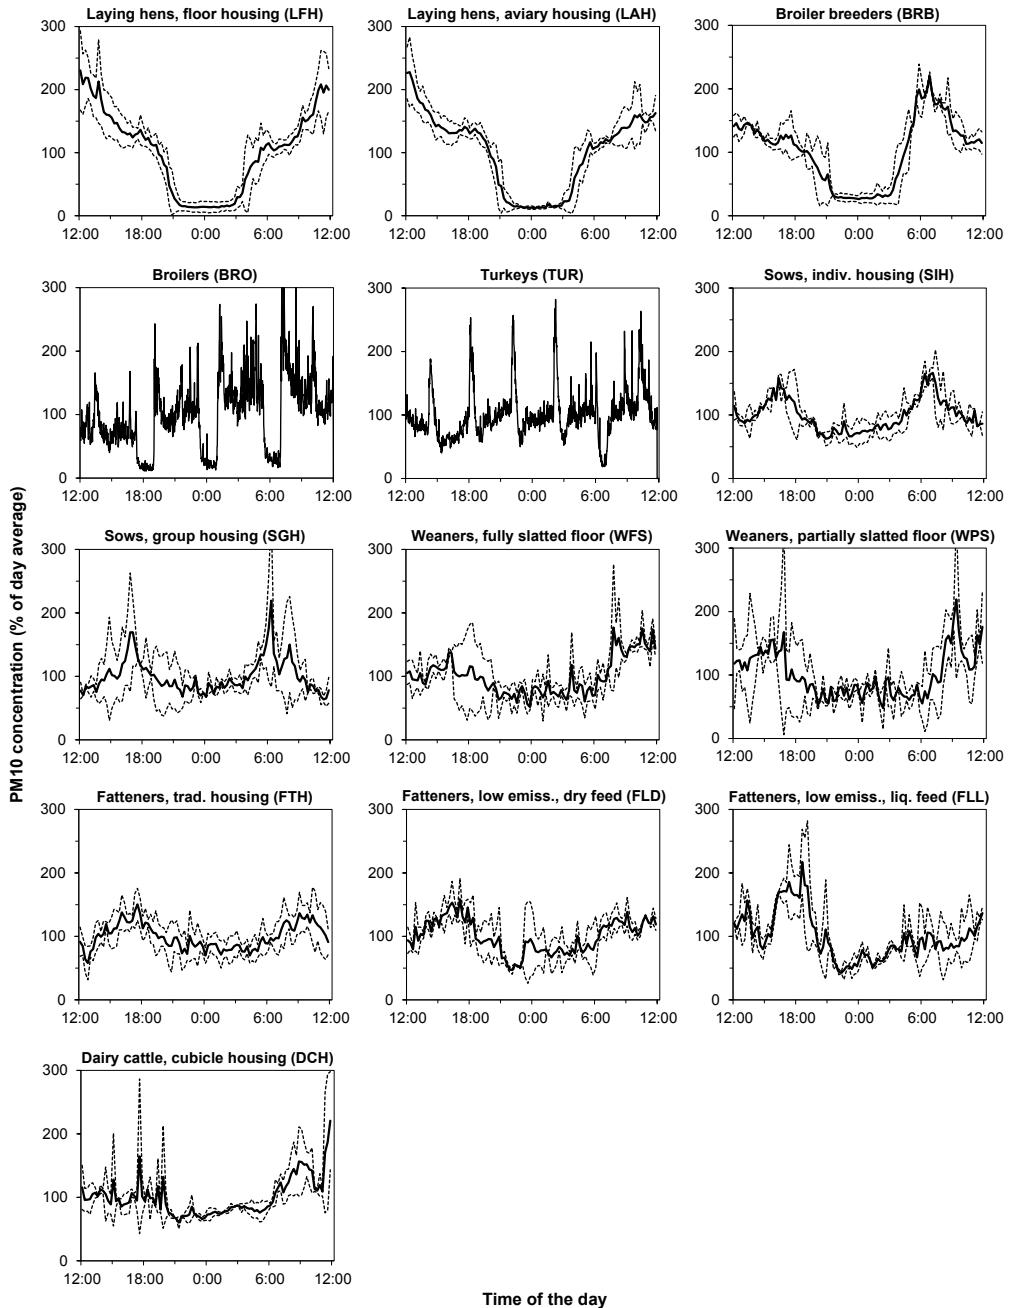 Laying hens, floor housing (LFH)
Laying hens, aviary housing (LAH)
Broiler breeders (BRB)
300
200
100
0
12:00 18:00 0:00 6:00 12:00
300
200
100
0
12:00 18:00 0:00 6:00 12:00
300
200
100
0
12:00 18:00 0:00 6:00 12:00
Broilers (BRO)
Turkeys (TUR)
Sows, indiv. housing (SIH)
300
200
100
0
12:00 18:00 0:00 6:00 12:00
300
200
100
0
12:00 18:00 0:00 6:00 12:00
300
200
100
0
12:00 18:00 0:00 6:00 12:00
PM10 concentration (% of day average)
Sows, group housing (SGH)
Weaners, fully slatted floor (WFS)
Weaners, partially slatted floor (WPS)
300
200
100
0
12:00 18:00 0:00 6:00 12:00
300
200
100
0
12:00 18:00 0:00 6:00 12:00
300
200
100
0
12:00 18:00 0:00 6:00 12:00
Fatteners, trad. housing (FTH)
Fatteners, low emiss., dry feed (FLD)
Fatteners, low emiss., liq. feed (FLL)
300
200
100
0
12:00 18:00 0:00 6:00 12:00
300
200
100
0
12:00 18:00 0:00 6:00 12:00
300
200
100
0
12:00 18:00 0:00 6:00 12:00
Dairy cattle, cubicle housing (DCH)
300
200
100
0
12:00 18:00 0:00 6:00 12:00
Time of the day